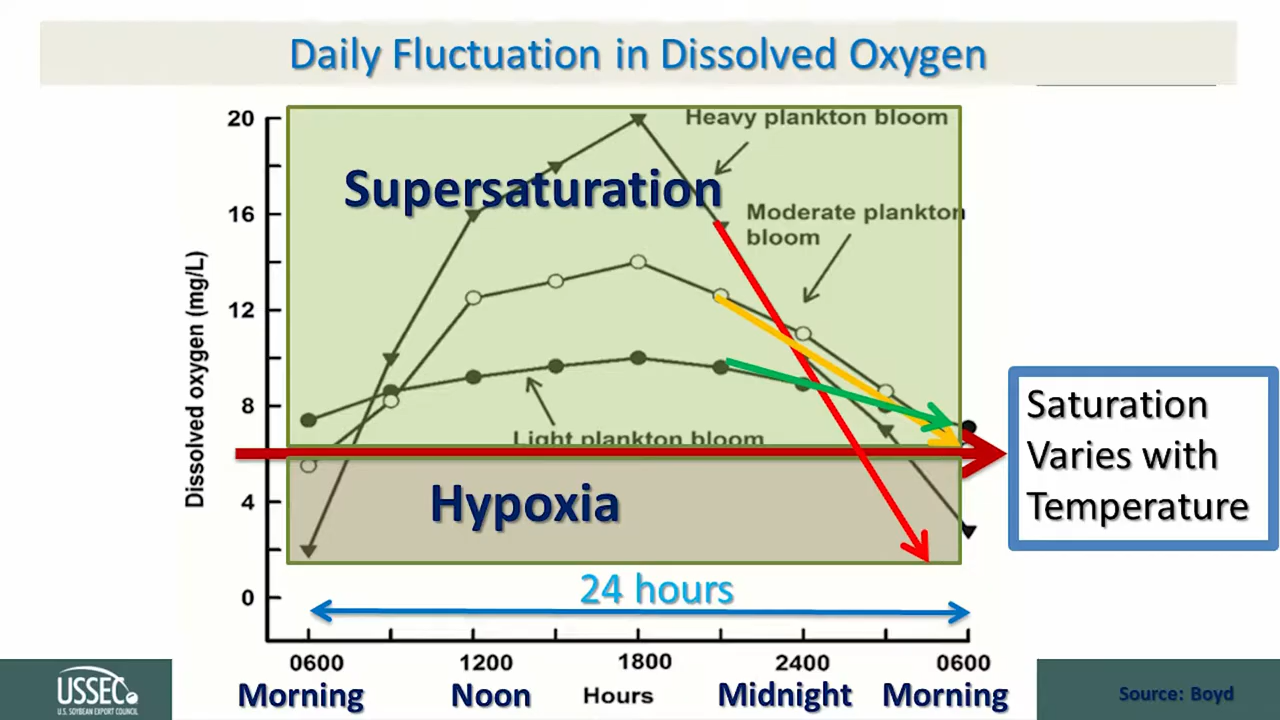 Daily Fluctuation in Dissolved Oxygen
20
16
12
8
4
0
Dissolved oxygen (mg/L)
Heavy plankton bloom
Supersaturation
Moderate plankton
bloom
Light plankton bloom
Hypoxia
Saturation
Varies with
Temperature
24 hours
0600 1200 1800 2400 0600
Morning Noon Hours Midnight Morning
USSEC
U.S. SOYBEAN EXPORT COUNCIL
Source: Boyd